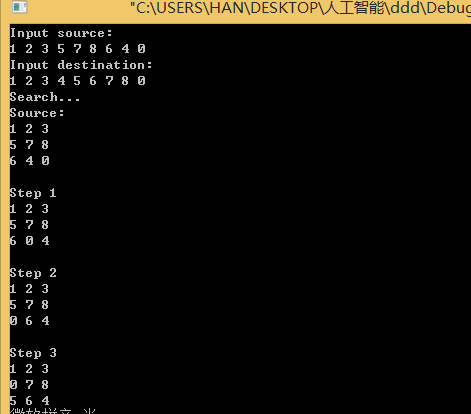 "C:\USERS\HAN\DESKTOP\人工智能\ddd\Debug
Input source:
1 2 3 5 7 8 6 4 0
Input destination:
1 2 3 4 5 6 7 8 0
Search...
Source:
1 2 3
5 7 8
6 4 0
Step 1
1 2 3
5 7 8
6 0 4
Step 2
1 2 3
5 7 8
0 6 4
Step 3
1 2 3
0 7 8
5 6 4